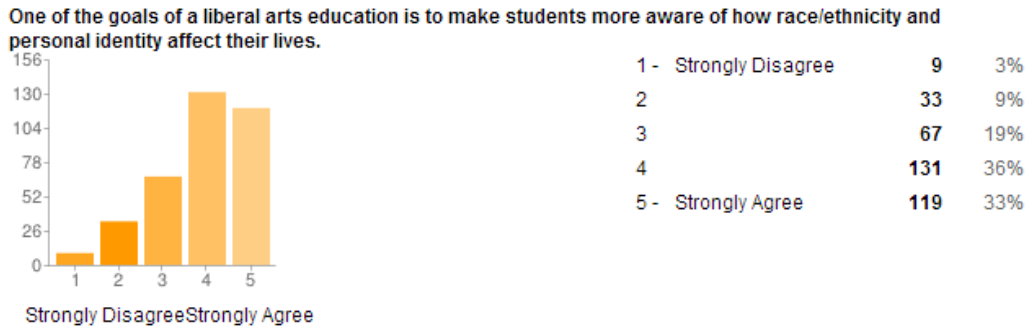 One of the goals of a liberal arts education is to make students more aware of how race/ethnicity and
personal identity affect their lives.
156
130
104
78
52
26
0
1 2 3 4 5
Strongly DisagreeStrongly Agree
1 - Strongly Disagree 9 3%
2 33 9%
3 67 19%
4 131 36%
5 - Strongly Agree 119 33%